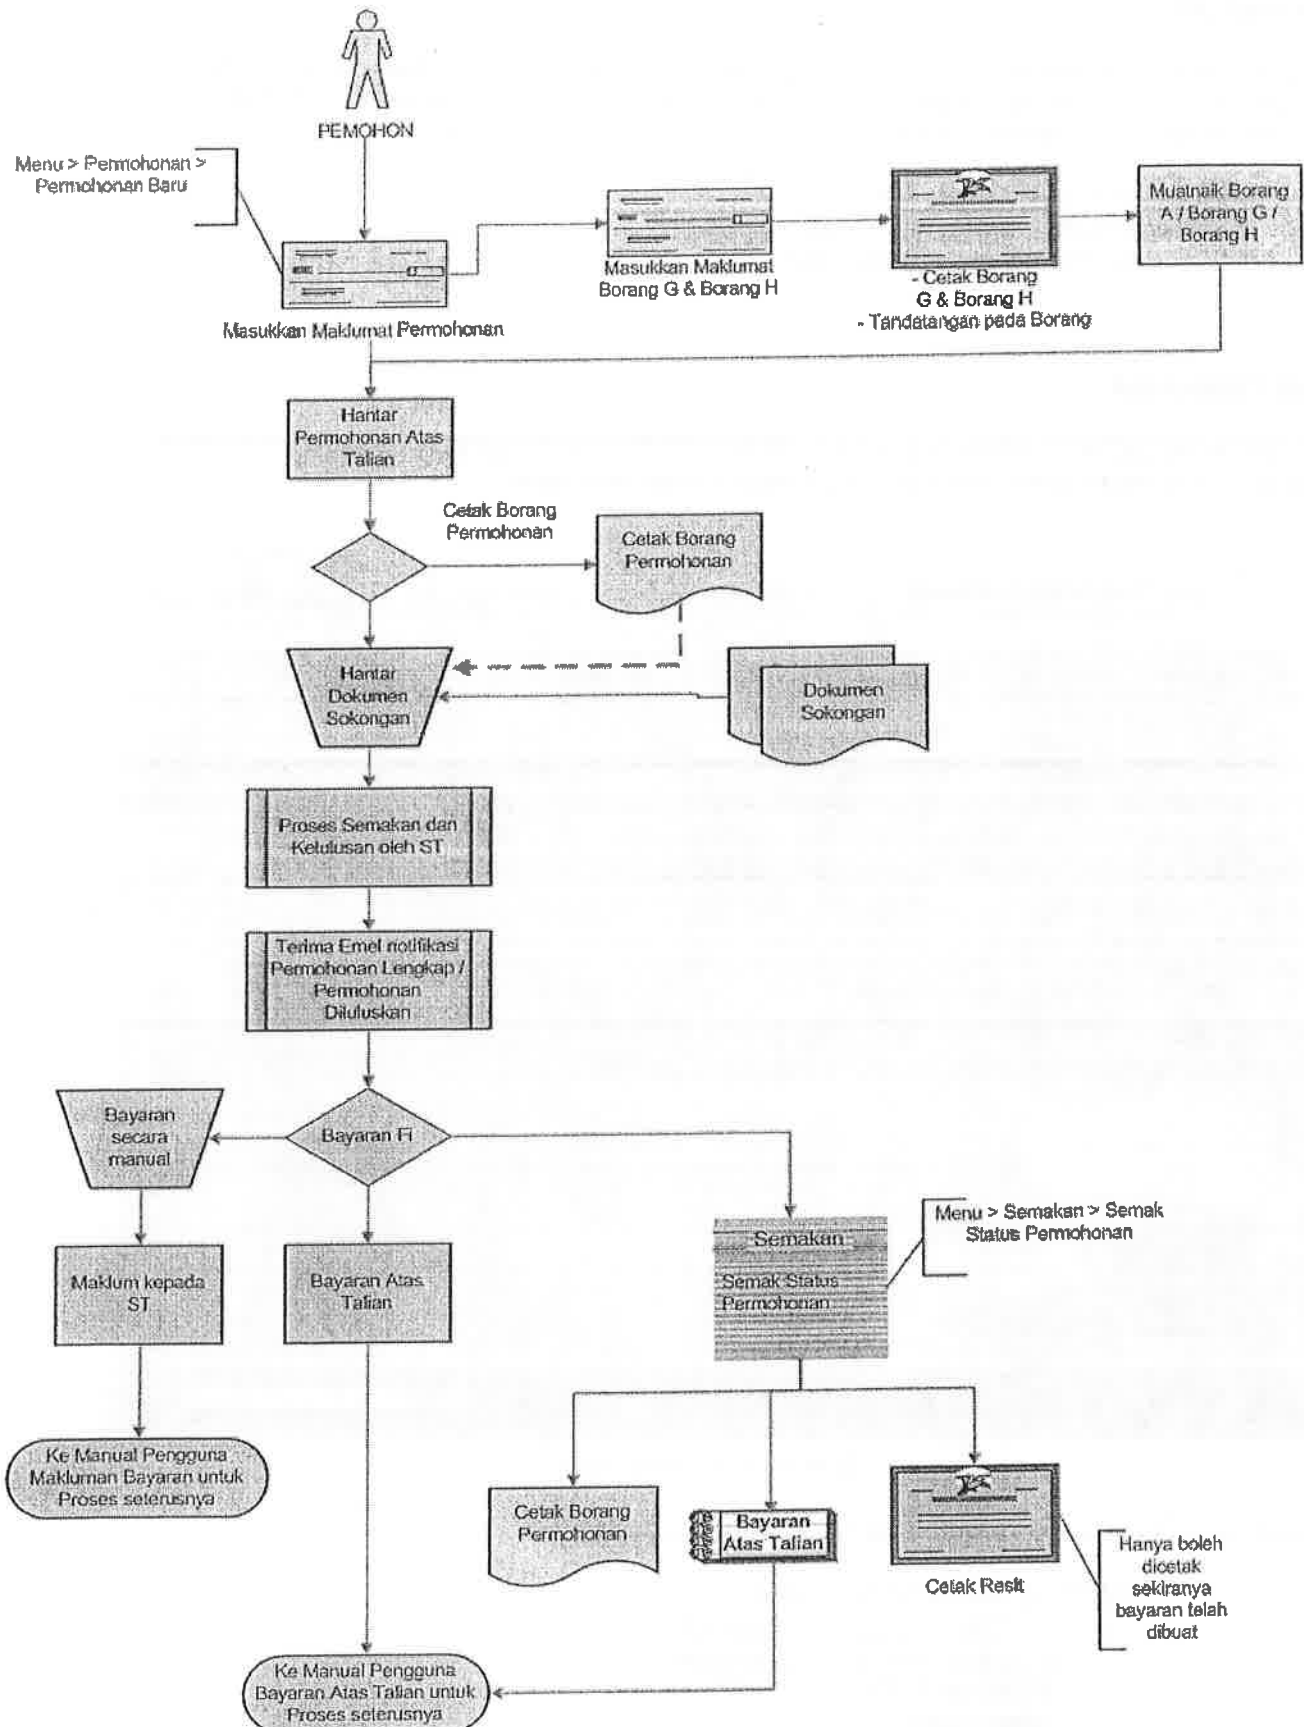 PEMOHON
Menu > Permohonan >
Permohonan Baru
Masukkan Maklumat Permohonan
Masukkan Maklumat
Borang G & Borang H
- Cetak Borang
G & Borang H
- Tandatangan pada Borang
Muatnaik Borang
A / Borang G /
Borang H
Hantar
Permohonan Atas
Talian
Cetak Borang
Permohonan
Cetak Borang
Permohonan
Hantar
Dokumen
Sokongan
Dokumen
Sokongan
Proses Semakan dan
Kelulusan oleh ST
Terima Emel notifikasi
Permohonan Lengkap /
Permohonan
Diluluskan
Bayaran
secara
manual
Bayaran Fi
Menu > Semakan > Semak
Status Permohonan
Semakan
Semak Status
Permohonan
Maklum kepada
ST
Bayaran Atas
Talian
Ke Manual Pengguna
Makluman Bayaran untuk
Proses seterusnya
Cetak Borang
Permohonan
Bayaran
Atas Talian
Cetak Resit
Hanya boleh
dicetak
sekiranya
bayaran telah
dibuat
Ke Manual Pengguna
Bayaran Atas Talian untuk
Proses seterusnya